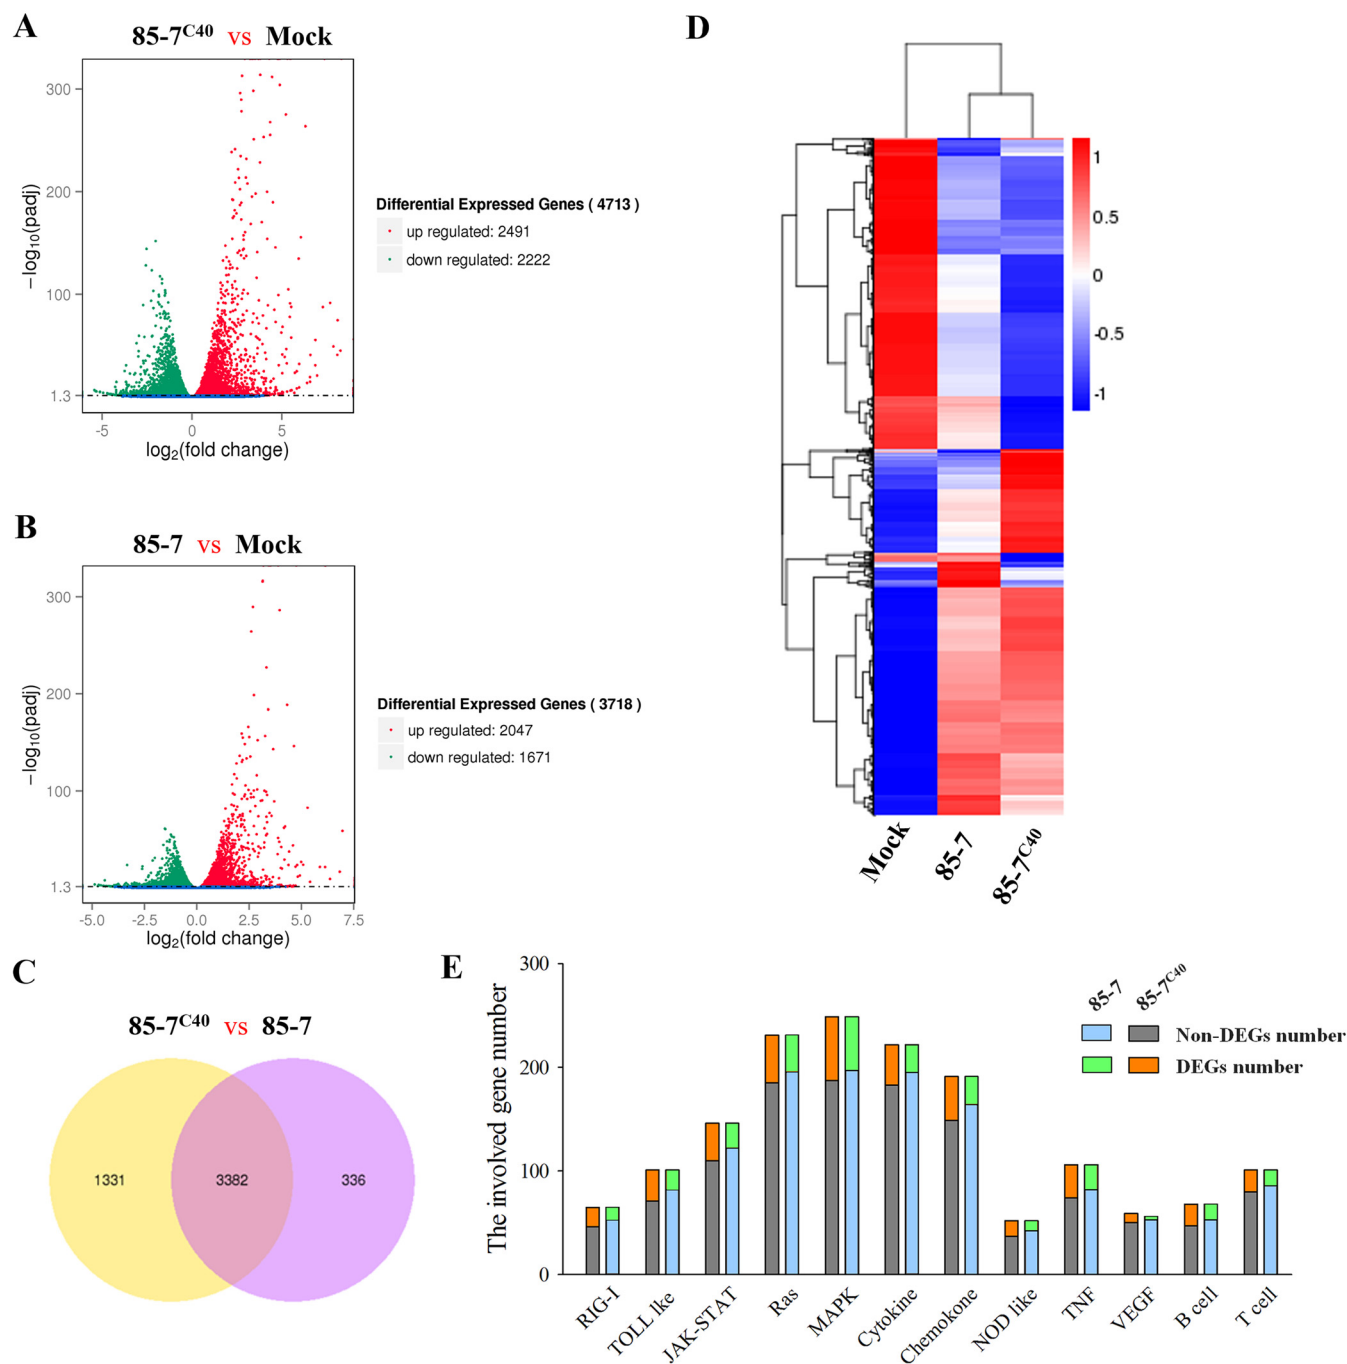 A
85-7C40 vs Mock
300
200
100
1.3
-log10(padj)
-5
0
5
log2(fold change)
Differential Expressed Genes ( 4713 )
up regulated: 2491
down regulated: 2222
B
85-7 vs Mock
300
200
100
1.3
-log10(padj)
-5.0
-2.5
0.0
2.5
5.0
7.5
log2(fold change)
Differential Expressed Genes ( 3718 )
up regulated: 2047
down regulated: 1671
C
85-7C40 vs 85-7
1331
3382
336
D
1
0.5
0
-0.5
-1
Mock
85-7
85-7C40
E
The involved gene number
300
200
100
0
85-7
85-7C40
Non-DEGs number
DEGs number
RIG-I
TOLL lke
JAK-STAT
Ras
MAPK
Cytokine
Chemokone
NOD like
TNF
VEGF
B cell
T cell